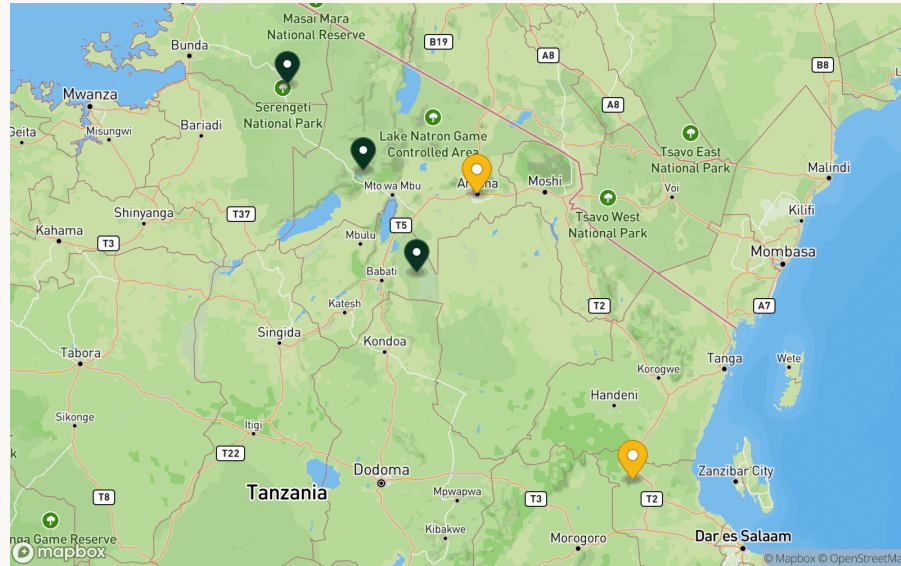 Masai Mara
National Reserve
Bunda
B19
A8
B8
Mwanza
Serengeti
National Park
A8
Geita
Misungwi
Bariadi
Lake Natron Game
Controlled Area
Tsavo East
National Park
Malindi
Mto wa Mbu
Moshi
Voi
Shinyanga
T37
T5
Tsavo West
National Park
Kilifi
Kahama
T3
Mbulu
Mombasa
Babati
Katesh
T2
A7
Singida
Kondoa
Tabora
Tanga
Wete
Korogwe
Handeni
Sikonge
Itigi
T22
Dodoma
Zanzibar City
Tanzania
Mpwapwa
T3
T2
T8
nga Game Reserve
Kibakwe
Morogoro
Dar es Salaam
mapbox
© Mapbox © OpenStreetMa